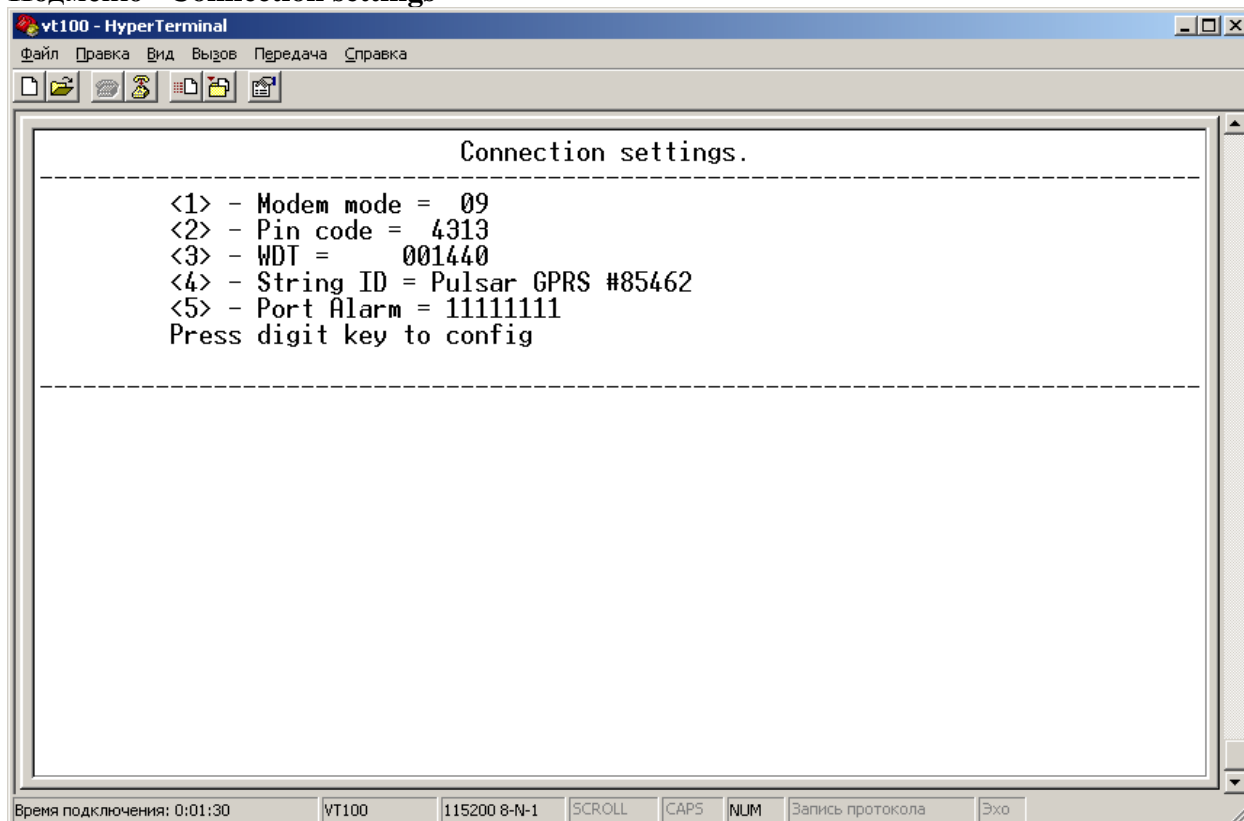 Подменю "Connection settings"
vt100 - HyperTerminal
Файл Правка Вид Вызов Передача Справка
Connection settings.
<1> - Modem mode = 09
<2> - Pin code = 4313
<3> - WDT = 001440
<4> - String ID = Pulsar GPRS #85462
<5> - Port Alarm = 11111111
Press digit key to config
Время подключения: 0:01:30 VT100 115200 8-N-1 SCROLL CAPS NUM Запись протокола Эхо